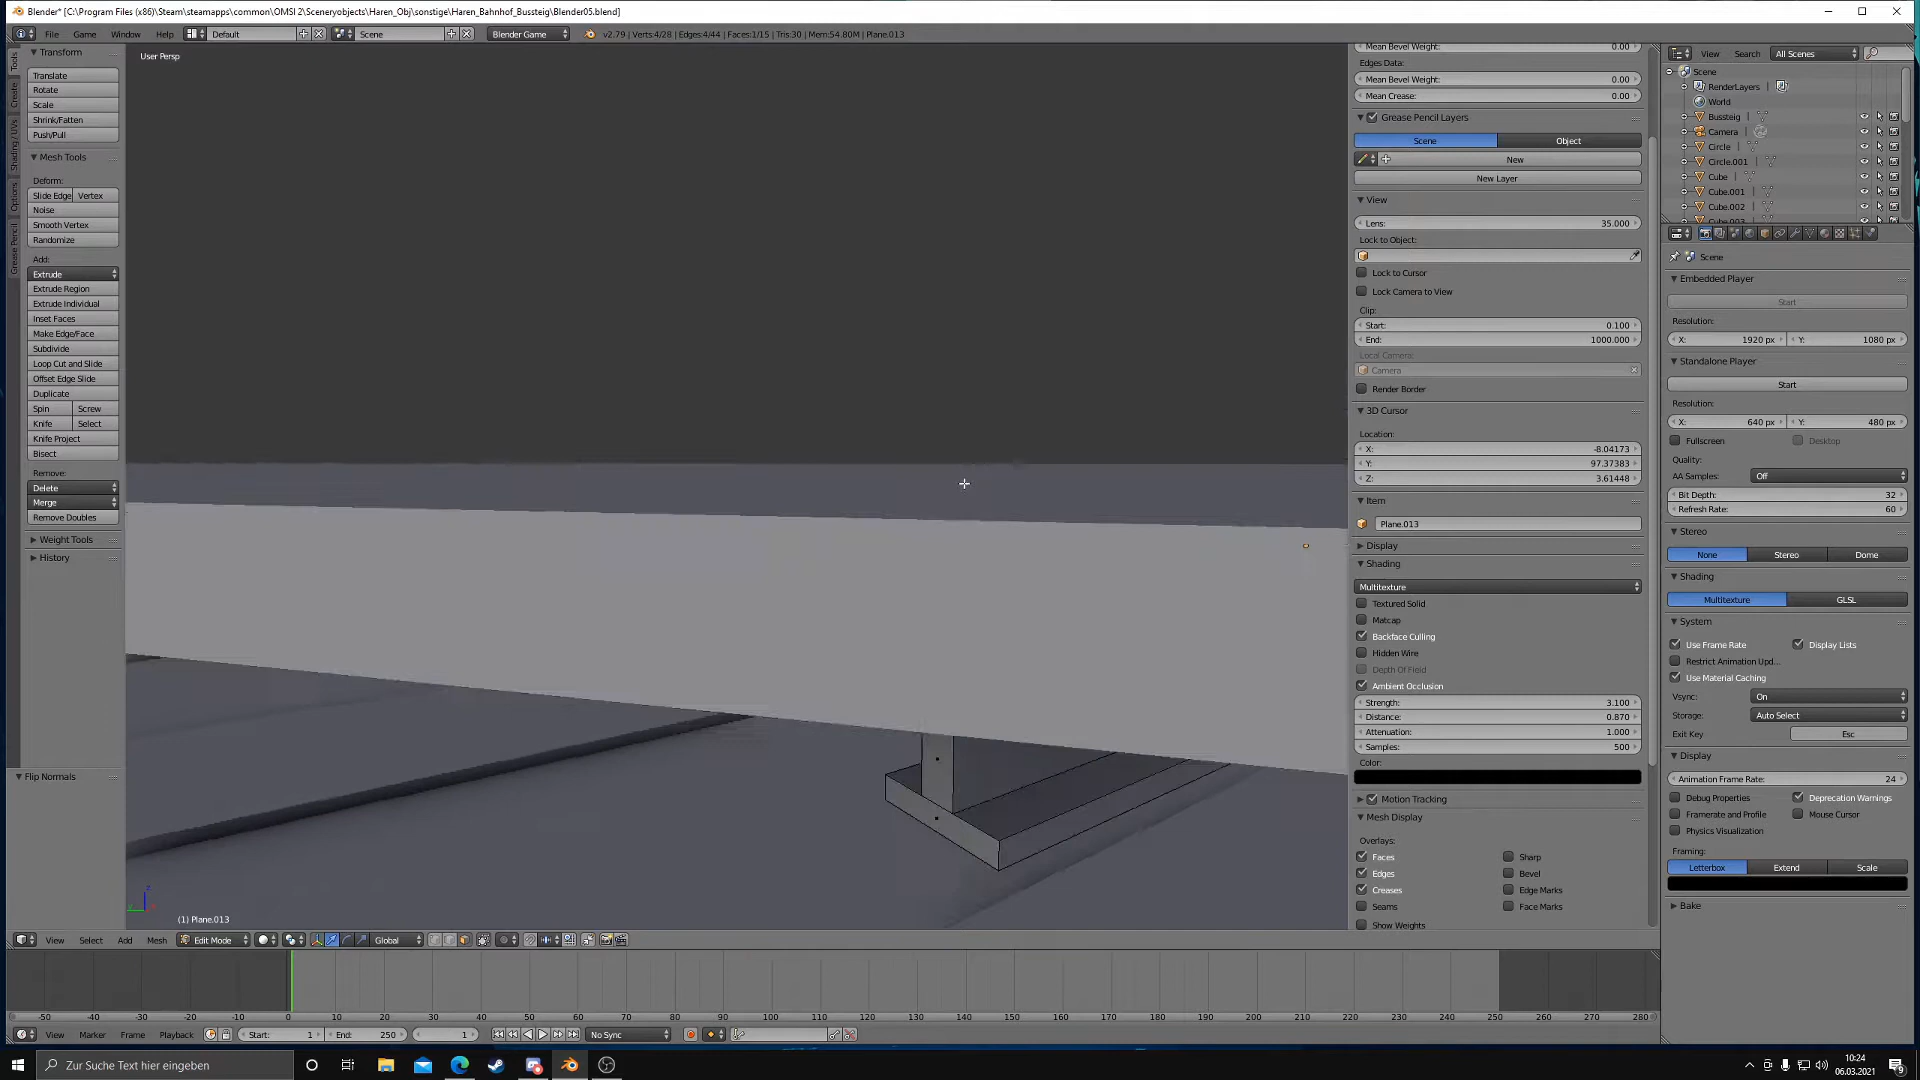 Blender* [C:\Program Files (x86)\Steam\steamapps\common\OMSI 2\Sceneryobjects\Haren_Obj\sonstige\Haren_Bahnhof_Bussteig\Blender05.blend]
File Game Window Help Default Scene Blender Game v2.79 | Verts:4/28 | Edges:4/44 | Faces:1/15 | Tris:30 | Mem:54.80M | Plane.013
Tools
Create
Shading / UVs
Options
Grease Pencil
Transform
Translate
Rotate
Scale
Shrink/Fatten
Push/Pull
Mesh Tools
Deform:
Slide Edge Vertex
Noise
Smooth Vertex
Randomize
Add:
Extrude
Extrude Region
Extrude Individual
Inset Faces
Make Edge/Face
Subdivide
Loop Cut and Slide
Offset Edge Slide
Duplicate
Spin Screw
Knife Select
Knife Project
Bisect
Remove:
Delete
Merge
Remove Doubles
Weight Tools
History
Flip Normals
User Persp
(1) Plane.013
Mean Bevel Weight: 0.00
Edges Data:
Mean Bevel Weight: 0.00
Mean Crease: 0.00
Grease Pencil Layers
Scene Object
New
New Layer
View
Lens: 35.000
Lock to Object:
Lock to Cursor
Lock Camera to View
Clip:
Start: 0.100
End: 1000.000
Local Camera:
Camera
Render Border
3D Cursor
Location:
X: -8.04173
Y: 97.37383
Z: 3.61448
Item
Plane.013
Display
Shading
Multitexture
Textured Solid
Matcap
Backface Culling
Hidden Wire
Depth Of Field
Ambient Occlusion
Strength: 3.100
Distance: 0.870
Attenuation: 1.000
Samples: 500
Color:
Motion Tracking
Mesh Display
Overlays:
Faces Sharp
Edges Bevel
Creases Edge Marks
Seams Face Marks
Show Weights
View Search All Scenes
Scene
RenderLayers
World
Bussteig
Camera
Circle
Circle.001
Cube
Cube.001
Cube.002
Cube.003
Scene
Embedded Player
Start
Resolution:
X: 1920 px Y: 1080 px
Standalone Player
Start
Resolution:
X: 640 px Y: 480 px
Fullscreen Desktop
Quality:
AA Samples: Off
Bit Depth: 32
Refresh Rate: 60
Stereo
None Stereo Dome
Shading
Multitexture GLSL
System
Use Frame Rate Display Lists
Restrict Animation Upd...
Use Material Caching
Vsync: On
Storage: Auto Select
Exit Key Esc
Display
Animation Frame Rate: 24
Debug Properties Deprecation Warnings
Framerate and Profile Mouse Cursor
Physics Visualization
Framing:
Letterbox Extend Scale
Bake
View Select Add Mesh Edit Mode Global
-50 -40 -30 -20 -10 0 10 20 30 40 50 60 70 80 90 100 110 120 130 140 150 160 170 180 190 200 210 220 230 240 250 260 270 280
View Marker Frame Playback Start: 1 End: 250 1 No Sync
Zur Suche Text hier eingeben
10:24
06.03.2021
9